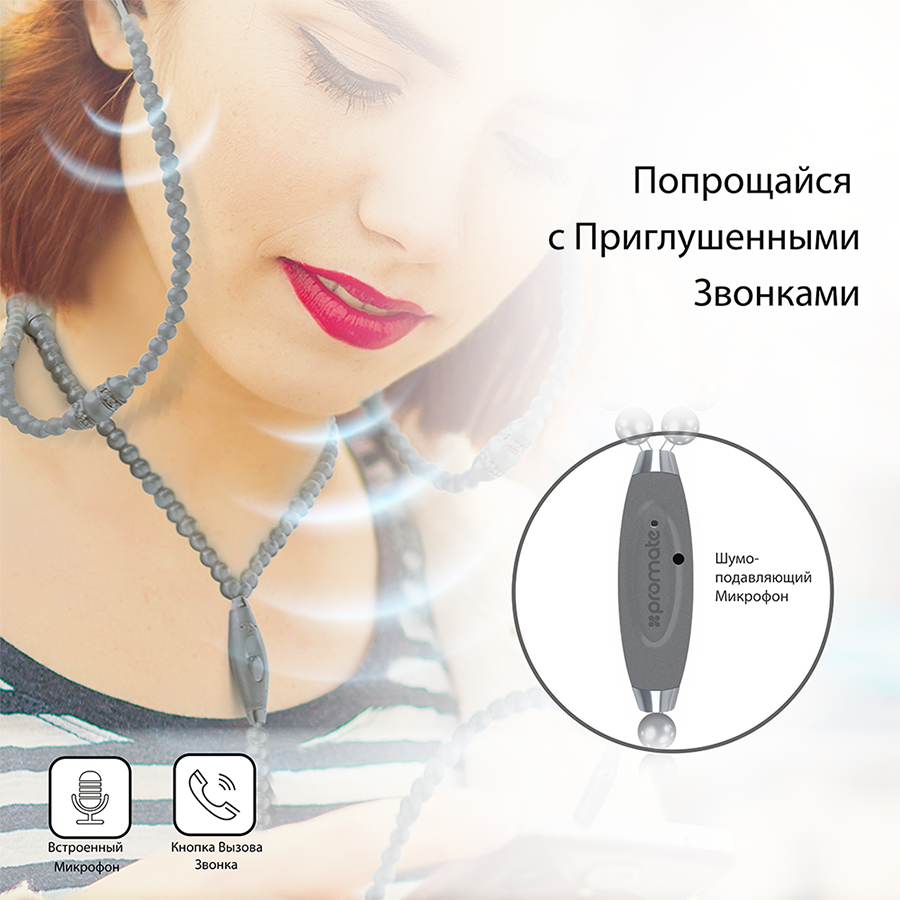 Попрощайся
с Приглушенными
Звонками
promate
Шумо-
подавляющий
Микрофон
Встроенный
Микрофон
Кнопка Вызова
Звонка